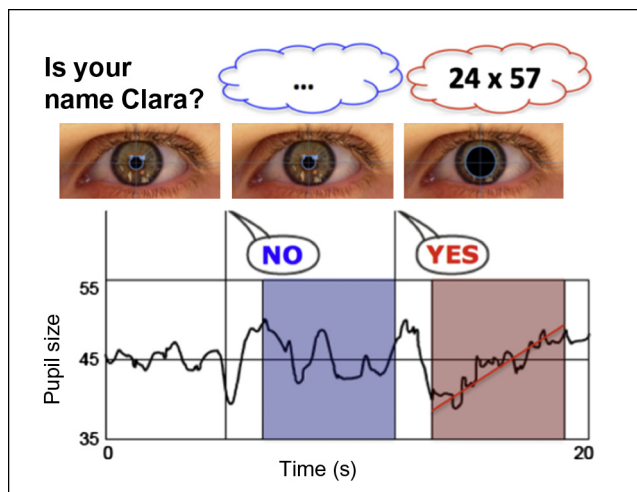 Is your
name Clara?
...
24 x 57
NO
YES
55
45
35
Pupil size
0
20
Time (s)